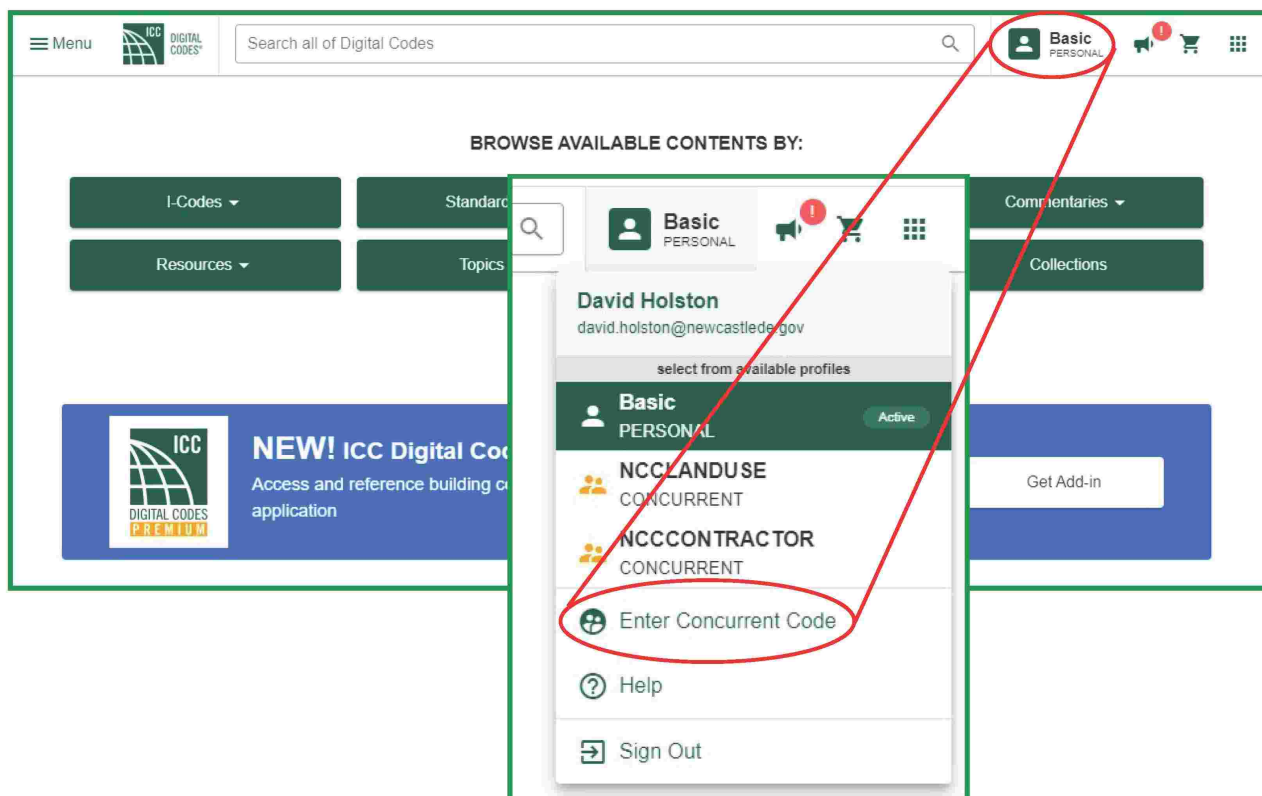 Menu
ICC
DIGITAL
CODES®
Search all of Digital Codes
Basic
PERSONAL
!
BROWSE AVAILABLE CONTENTS BY:
I-Codes
Commentaries
Resources
Topics
Collections
Basic
PERSONAL
!
David Holston
david.holston@newcastlede.gov
select from available profiles
Basic
PERSONAL
Active
NCCLANDUSE
CONCURRENT
NCCCONTRACTOR
CONCURRENT
Enter Concurrent Code
Help
Sign Out
ICC
DIGITAL CODES
PREMIUM
NEW! ICC Digital
Access and reference building
application
Get Add-in